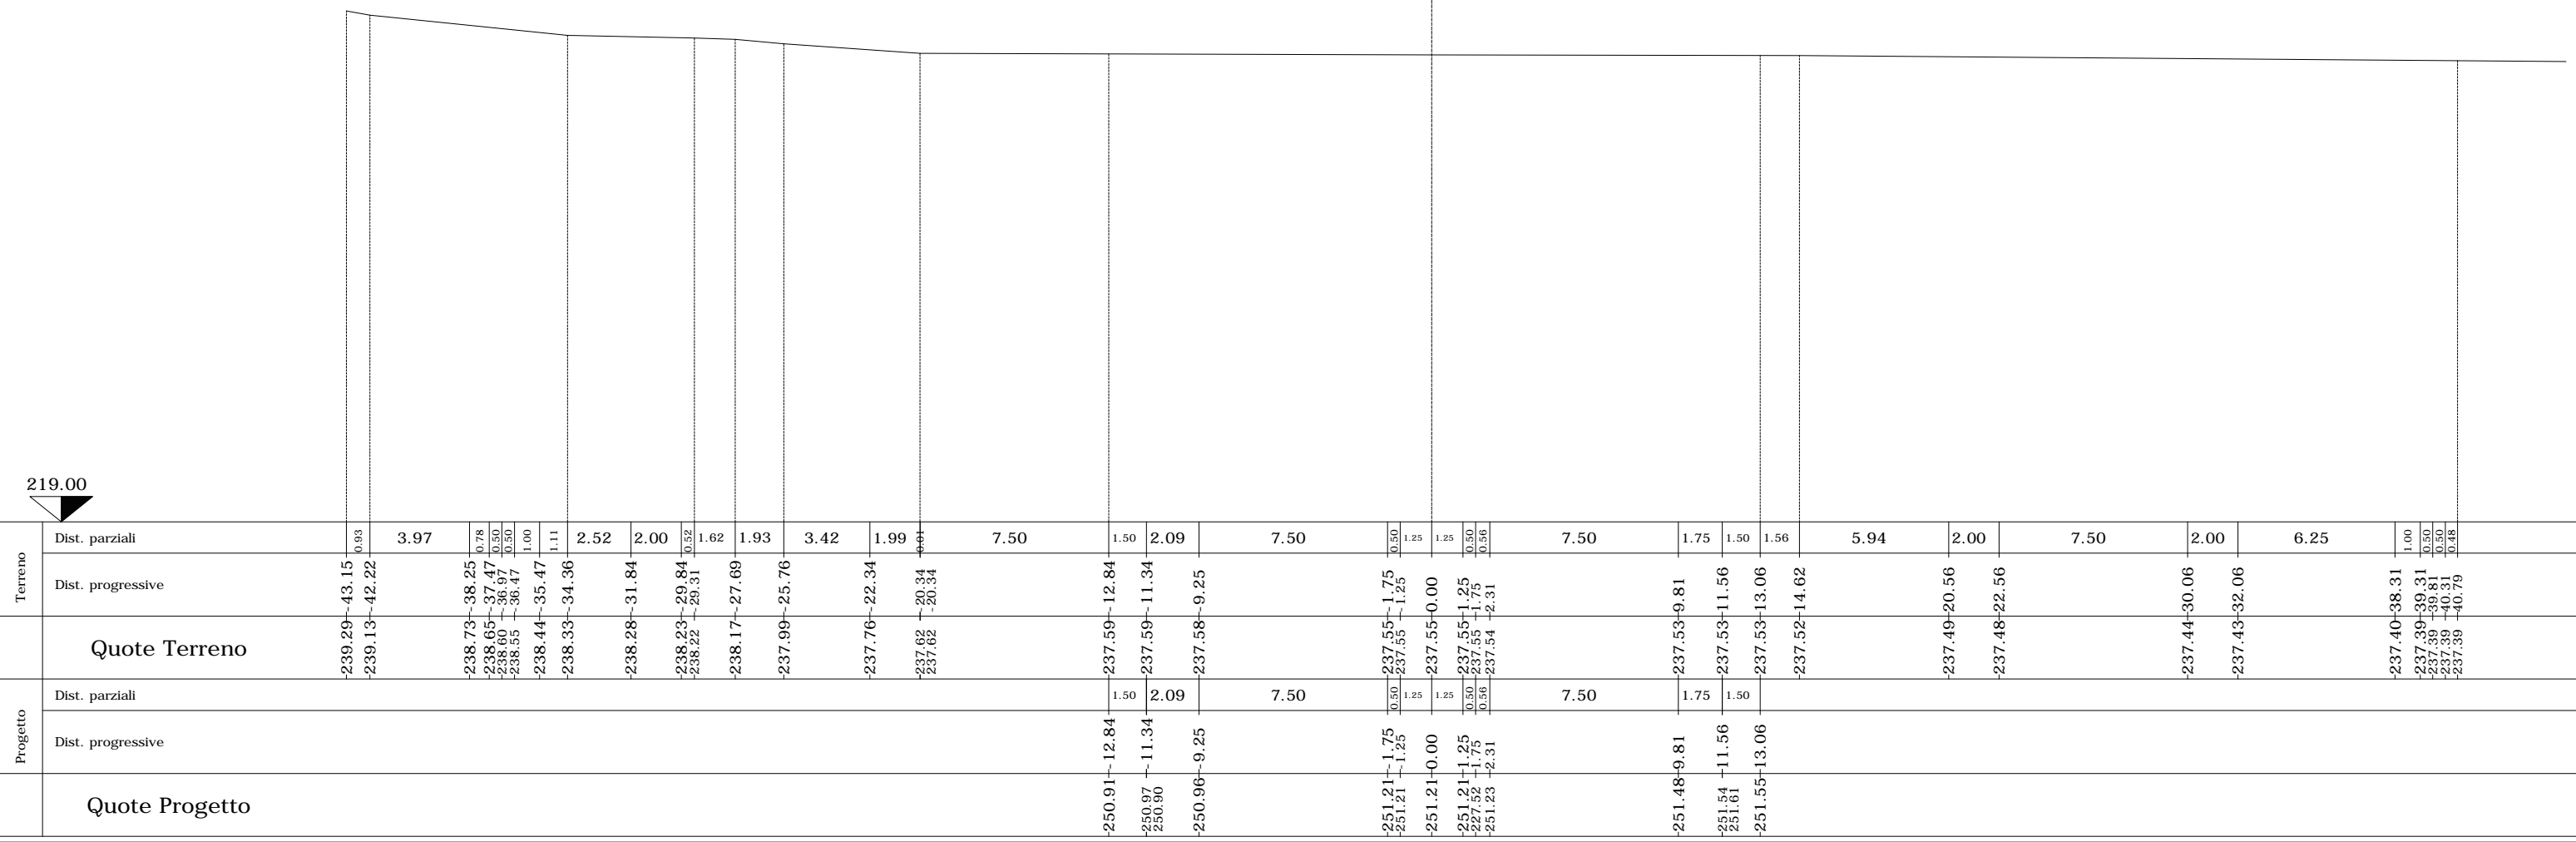 219.00
Terreno
Dist. parziali
0.93 3.97 0.78 0.50 0.50 1.00 1.11 2.52 2.00 0.52 1.62 1.93 3.42 1.99 0.01 7.50 1.50 2.09 7.50 0.50 1.25 1.25 0.50 0.56 7.50 1.75 1.50 1.56 5.94 2.00 7.50 2.00 6.25 1.00 0.50 0.50 0.48
Dist. progressive
-43.15 -42.22 -38.25 -37.47 -36.97 -36.47 -35.47 -34.36 -31.84 -29.84 -29.31 -27.69 -25.76 -22.34 -20.34 -20.34 -12.84 -11.34 -9.25 -1.75 -1.25 0.00 1.25 1.75 2.31 9.81 11.56 13.06 14.62 20.56 22.56 30.06 32.06 38.31 39.31 39.81 40.31 40.79
Quote Terreno
239.29 239.13 238.73 238.65 238.60 238.55 238.44 238.33 238.28 238.23 238.22 238.17 237.99 237.76 237.62 237.62 237.59 237.59 237.58 237.55 237.55 237.55 237.55 237.55 237.54 237.53 237.53 237.53 237.52 237.49 237.48 237.44 237.43 237.40 237.39 237.39 237.39 237.39
Progetto
Dist. parziali
1.50 2.09 7.50 0.50 1.25 1.25 0.50 0.56 7.50 1.75 1.50
Dist. progressive
-12.84 -11.34 -9.25 -1.75 -1.25 0.00 1.25 1.75 2.31 9.81 11.56 13.06
Quote Progetto
250.91 250.97 250.90 250.96 251.21 251.21 251.21 251.21 227.52 251.23 251.48 251.54 251.61 251.55